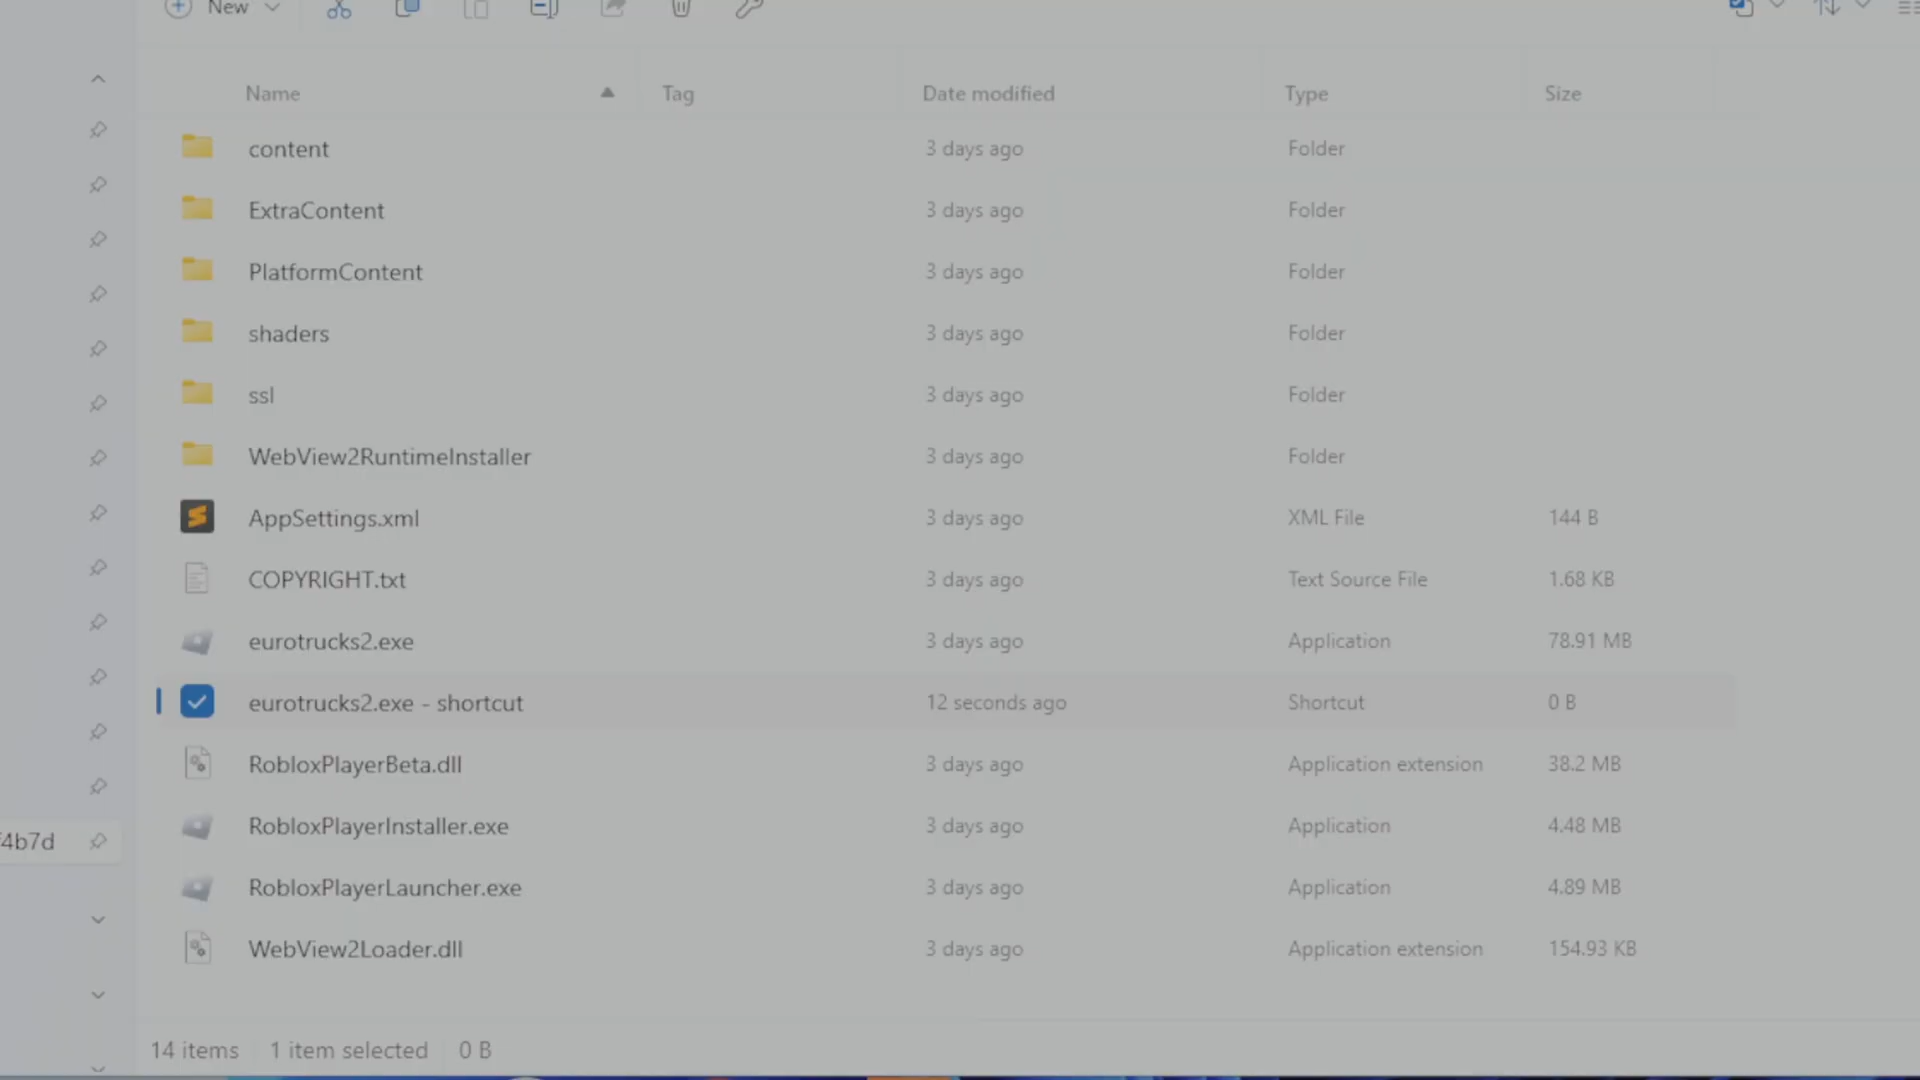 New
Name Tag Date modified Type Size
content 3 days ago Folder
ExtraContent 3 days ago Folder
PlatformContent 3 days ago Folder
shaders 3 days ago Folder
ssl 3 days ago Folder
WebView2RuntimeInstaller 3 days ago Folder
AppSettings.xml 3 days ago XML File 144 B
COPYRIGHT.txt 3 days ago Text Source File 1.68 KB
eurotrucks2.exe 3 days ago Application 78.91 MB
eurotrucks2.exe - shortcut 12 seconds ago Shortcut 0 B
RobloxPlayerBeta.dll 3 days ago Application extension 38.2 MB
RobloxPlayerInstaller.exe 3 days ago Application 4.48 MB
f4b7d
RobloxPlayerLauncher.exe 3 days ago Application 4.89 MB
WebView2Loader.dll 3 days ago Application extension 154.93 KB
14 items 1 item selected 0 B